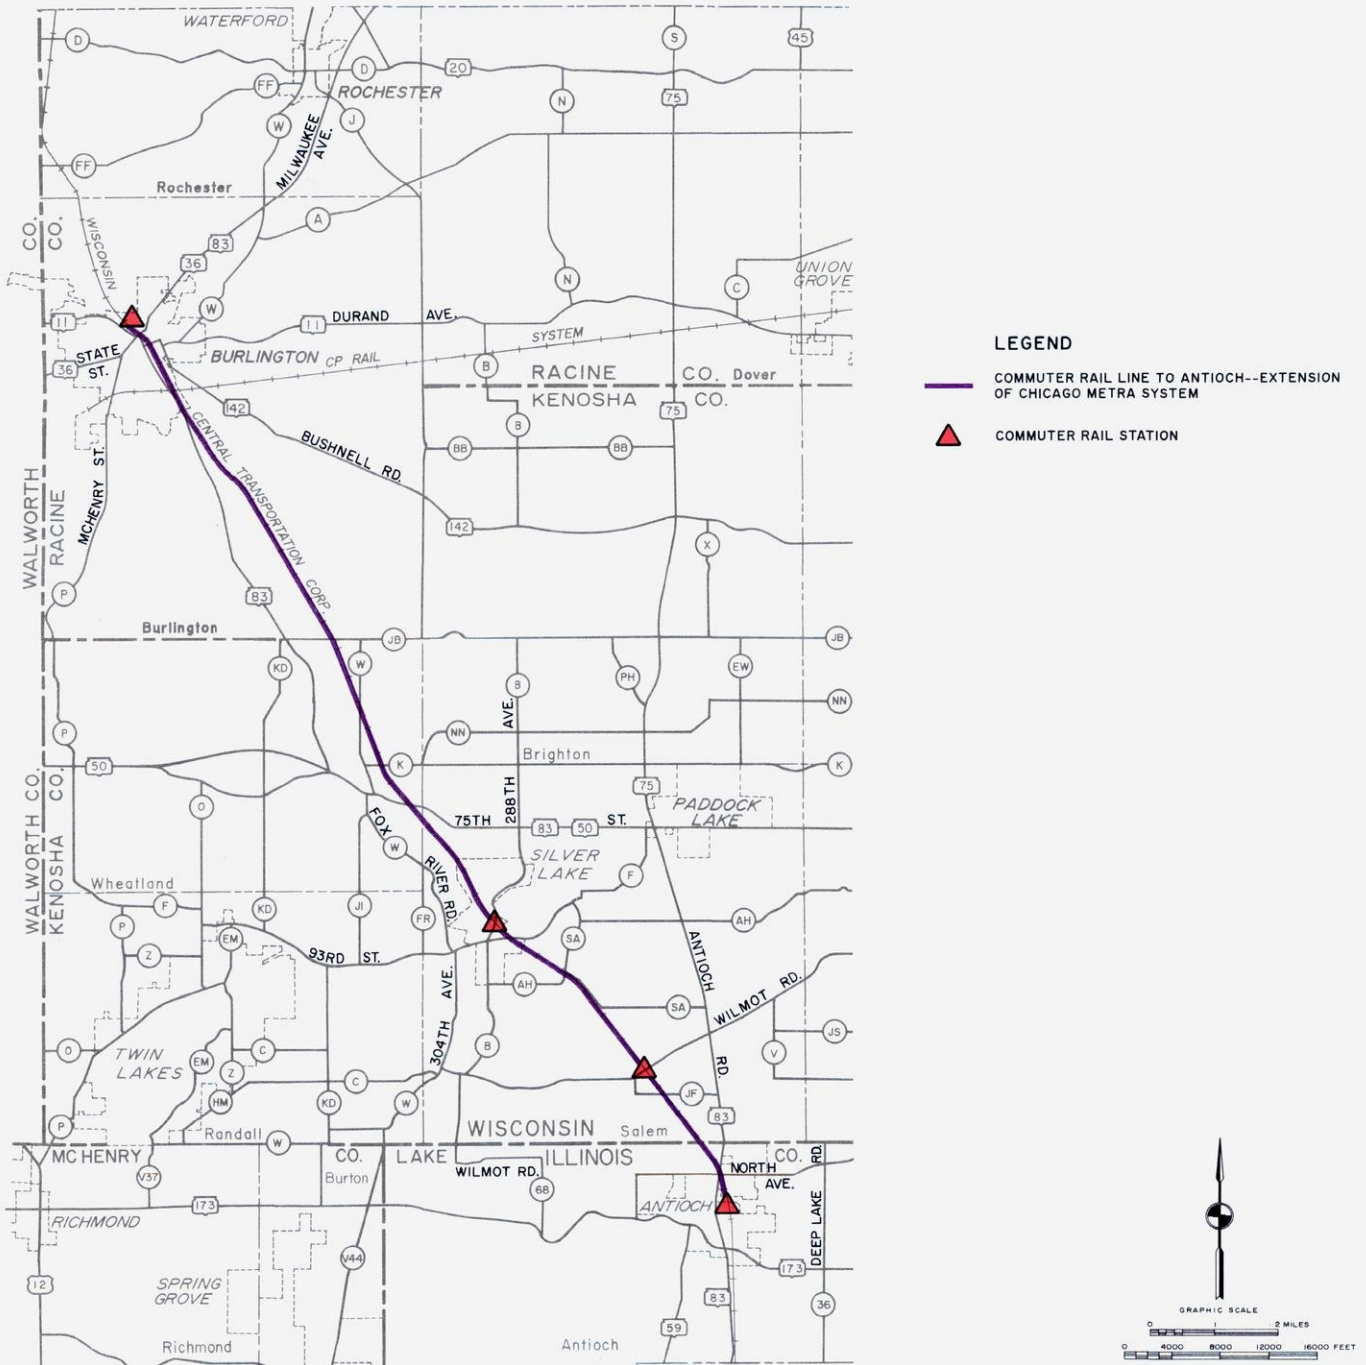 WATERFORD
D
S
45
FF
D
20
ROCHESTER
N
75
W
J
MILWAUKEE
AVE.
FF
Rochester
CO.
CO.
WISCONSIN
A
83
36
UNION
GROVE
N
C
W
11
11
DURAND AVE.
STATE
ST.
36
BURLINGTON
CP RAIL
SYSTEM
B
RACINE CO. Dover
KENOSHA CO.
75
142
B
CENTRAL TRANSPORTATION CORP.
BUSHNELL RD.
BB
BB
MCHENRY ST.
WALWORTH
RACINE
142
X
P
83
Burlington
JB
JB
KD
W
B
PH
EW
AVE.
NN
NN
P
Brighton
50
K
K
WALWORTH CO.
KENOSHA CO.
75
288TH
O
PADDOCK
LAKE
FOX
RIVER RD.
75TH
83
50
ST.
W
SILVER
LAKE
F
Wheatland
F
KD
JI
FR
AH
P
EM
SA
Z
93RD ST.
ANTIOCH
RD.
AH
304TH
AVE.
SA
WILMOT RD.
JS
O
TWIN
LAKES
EM
C
B
V
Z
C
HM
KD
W
JF
83
P
Randall
W
WISCONSIN
Salem
MC HENRY CO.
LAKE
ILLINOIS
CO.
V37
Burton
WILMOT RD.
68
NORTH
AVE.
DEEP LAKE
RD.
173
ANTIOCH
RICHMOND
V44
173
12
SPRING
GROVE
83
36
59
Richmond
Antioch
LEGEND
COMMUTER RAIL LINE TO ANTIOCH--EXTENSION
OF CHICAGO METRA SYSTEM
COMMUTER RAIL STATION
GRAPHIC SCALE
0 1 2 MILES
0 4000 8000 12000 16000 FEET